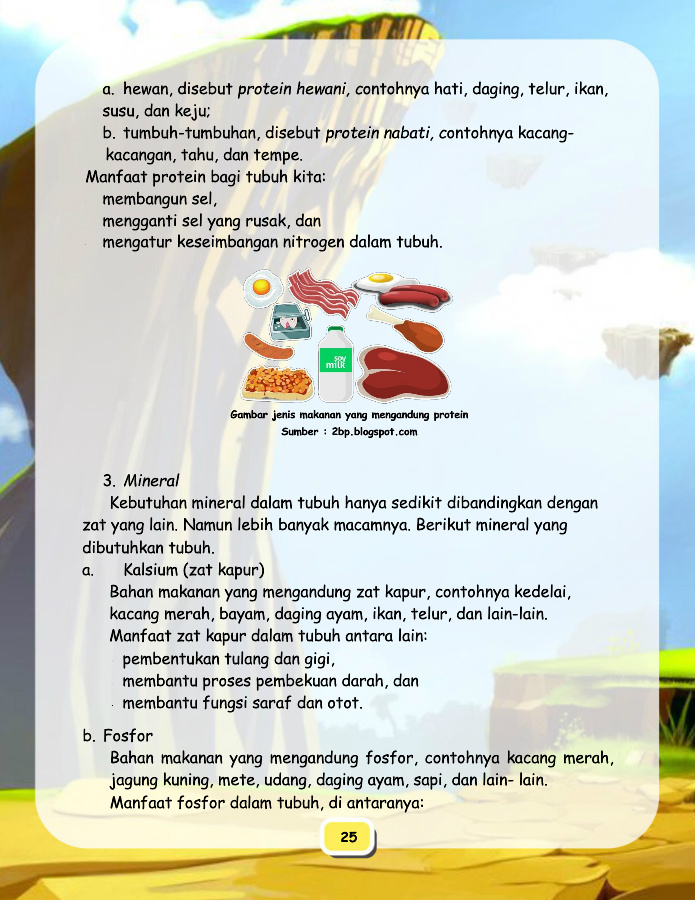 a. hewan, disebut protein hewani, contohnya hati, daging, telur, ikan,
susu, dan keju;
b. tumbuh-tumbuhan, disebut protein nabati, contohnya kacang-
kacangan, tahu, dan tempe.
Manfaat protein bagi tubuh kita:
membangun sel,
mengganti sel yang rusak, dan
mengatur keseimbangan nitrogen dalam tubuh.
soy
milk
Gambar jenis makanan yang mengandung protein
Sumber : 2bp.blogspot.com
3. Mineral
Kebutuhan mineral dalam tubuh hanya sedikit dibandingkan dengan
zat yang lain. Namun lebih banyak macamnya. Berikut mineral yang
dibutuhkan tubuh.
a. Kalsium (zat kapur)
Bahan makanan yang mengandung zat kapur, contohnya kedelai,
kacang merah, bayam, daging ayam, ikan, telur, dan lain-lain.
Manfaat zat kapur dalam tubuh antara lain:
pembentukan tulang dan gigi,
membantu proses pembekuan darah, dan
membantu fungsi saraf dan otot.
b. Fosfor
Bahan makanan yang mengandung fosfor, contohnya kacang merah,
jagung kuning, mete, udang, daging ayam, sapi, dan lain- lain.
Manfaat fosfor dalam tubuh, di antaranya:
25